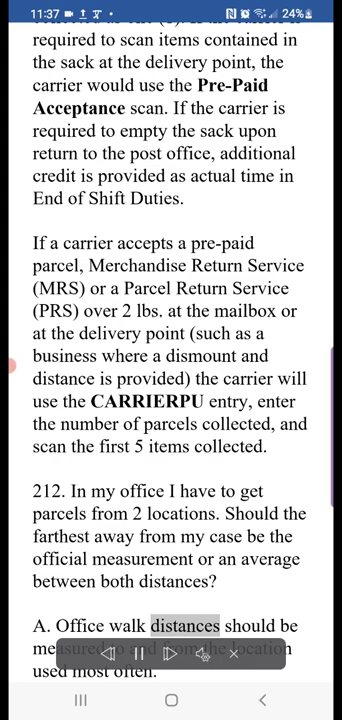 11:37
24%
required to scan items contained in
the sack at the delivery point, the
carrier would use the Pre-Paid
Acceptance scan. If the carrier is
required to empty the sack upon
return to the post office, additional
credit is provided as actual time in
End of Shift Duties.
If a carrier accepts a pre-paid
parcel, Merchandise Return Service
(MRS) or a Parcel Return Service
(PRS) over 2 lbs. at the mailbox or
at the delivery point (such as a
business where a dismount and
distance is provided) the carrier will
use the CARRIERPU entry, enter
the number of parcels collected, and
scan the first 5 items collected.
212. In my office I have to get
parcels from 2 locations. Should the
farthest away from my case be the
official measurement or an average
between both distances?
A. Office walk distances should be
measured to and from the location
used most often.